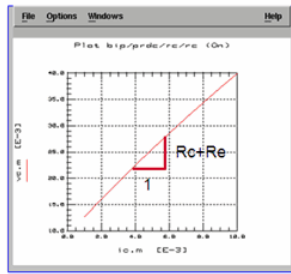 File Options Windows Help
Plot bip/prdc/rc/rc (On)
40.0
35.0
30.0
25.0
20.0
15.0
10.0
0.0 2.0 4.0 6.0 8.0 10.0
vc.m [E-3]
ic.m [E-3]
Rc+Re
1